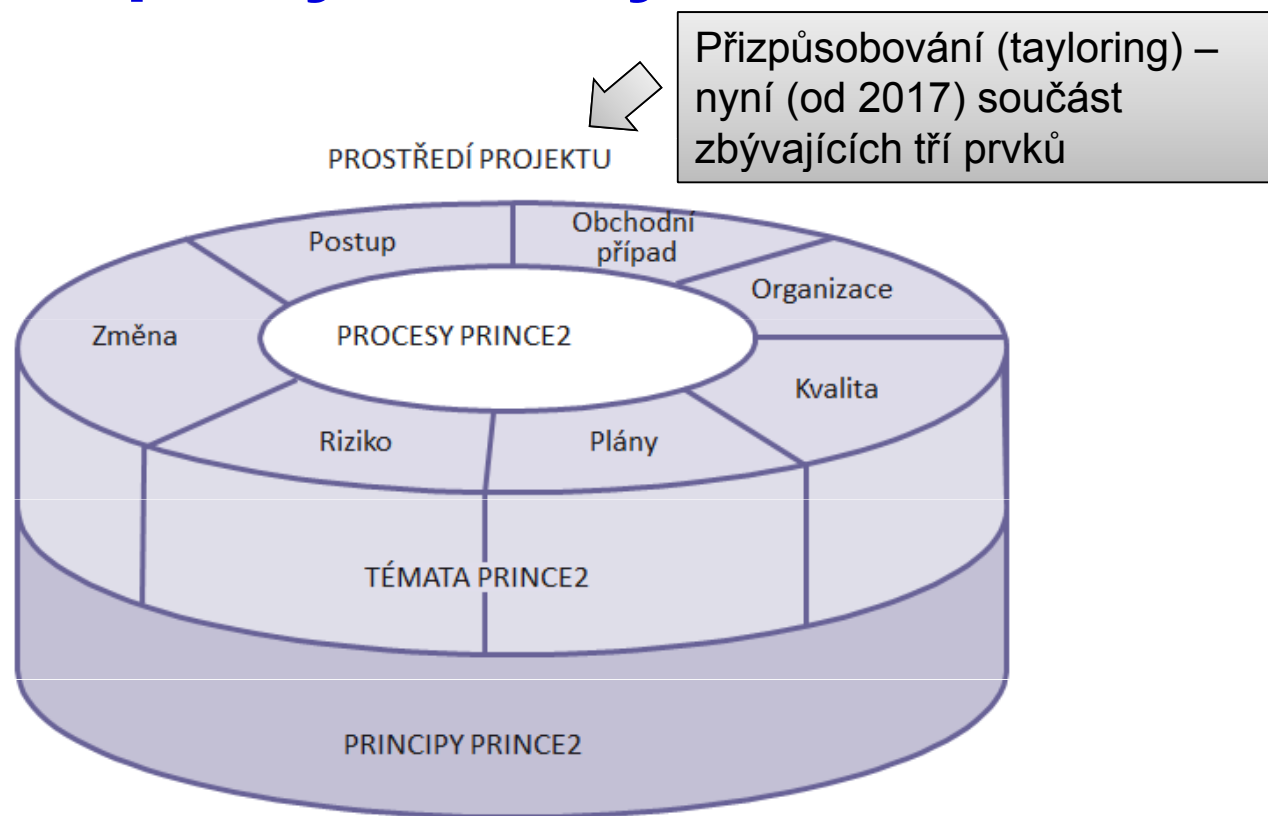 Přizpůsobování (tayloring) –
nyní (od 2017) součást
zbývajících tří prvků
PROSTŘEDÍ PROJEKTU
Postup
Obchodní
případ
Organizace
Změna
PROCESY PRINCE2
Kvalita
Riziko
Plány
TÉMATA PRINCE2
PRINCIPY PRINCE2